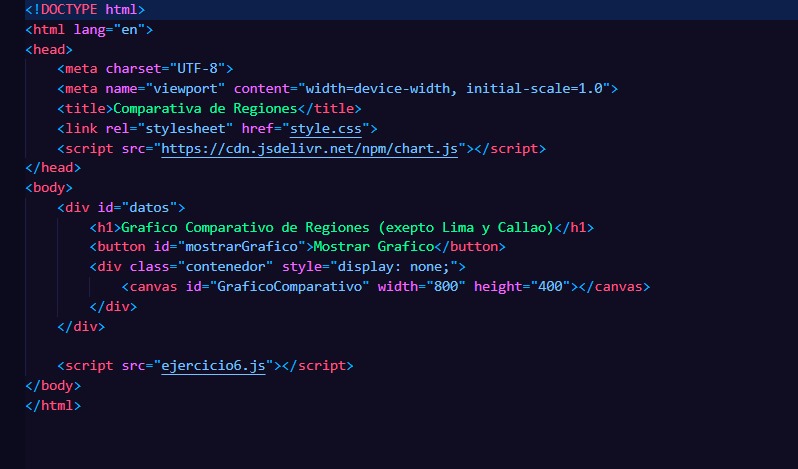 <!DOCTYPE html>
<html lang="en">
<head>
    <meta charset="UTF-8">
    <meta name="viewport" content="width=device-width, initial-scale=1.0">
    <title>Comparativa de Regiones</title>
    <link rel="stylesheet" href="style.css">
    <script src="https://cdn.jsdelivr.net/npm/chart.js"></script>
</head>
<body>
    <div id="datos">
        <h1>Grafico Comparativo de Regiones (exepto Lima y Callao)</h1>
        <button id="mostrarGrafico">Mostrar Grafico</button>
        <div class="contenedor" style="display: none;">
            <canvas id="GraficoComparativo" width="800" height="400"></canvas>
        </div>
    </div>

    <script src="ejercicio6.js"></script>
</body>
</html>